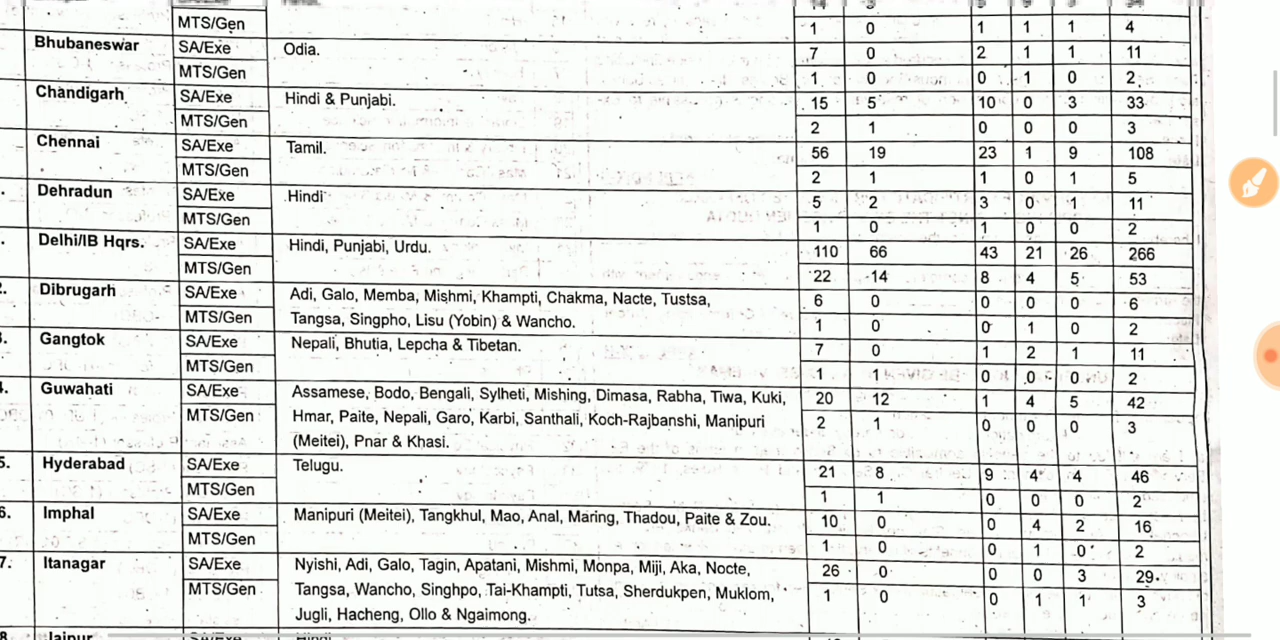 MTS/Gen 1 0 1 1 1 4
Bhubaneswar SA/Exe Odia. 7 0 2 1 1 11
MTS/Gen 1 0 0 1 0 2
Chandigarh SA/Exe Hindi & Punjabi. 15 5 10 0 3 33
MTS/Gen 2 1 0 0 0 3
Chennai SA/Exe Tamil. 56 19 23 1 9 108
MTS/Gen 2 1 1 0 1 5
Dehradun SA/Exe Hindi 5 2 3 0 1 11
MTS/Gen 1 0 1 0 0 2
Delhi/IB Hqrs. SA/Exe Hindi, Punjabi, Urdu. 110 66 43 21 26 266
MTS/Gen 22 14 8 4 5 53
2. Dibrugarh SA/Exe Adi, Galo, Memba, Mishmi, Khampti, Chakma, Nacte, Tustsa, 6 0 0 0 0 6
MTS/Gen Tangsa, Singpho, Lisu (Yobin) & Wancho. 1 0 0 1 0 2
3. Gangtok SA/Exe Nepali, Bhutia, Lepcha & Tibetan. 7 0 1 2 1 11
MTS/Gen 1 1 0 0 0 2
4. Guwahati SA/Exe Assamese, Bodo, Bengali, Sylheti, Mishing, Dimasa, Rabha, Tiwa, Kuki, 20 12 1 4 5 42
MTS/Gen Hmar, Paite, Nepali, Garo, Karbi, Santhali, Koch-Rajbanshi, Manipuri 2 1 0 0 0 3
(Meitei), Pnar & Khasi.
5. Hyderabad SA/Exe Telugu. 21 8 9 4 4 46
MTS/Gen 1 1 0 0 0 2
6. Imphal SA/Exe Manipuri (Meitei), Tangkhul, Mao, Anal, Maring, Thadou, Paite & Zou. 10 0 0 4 2 16
MTS/Gen 1 0 0 1 0 2
7. Itanagar SA/Exe Nyishi, Adi, Galo, Tagin, Apatani, Mishmi, Monpa, Miji, Aka, Nocte, 26 0 0 0 3 29
MTS/Gen Tangsa, Wancho, Singhpo, Tai-Khampti, Tutsa, Sherdukpen, Muklom, 1 0 0 1 1 3
Jugli, Hacheng, Ollo & Ngaimong.
8. Jaipur SA/Exe Hindi